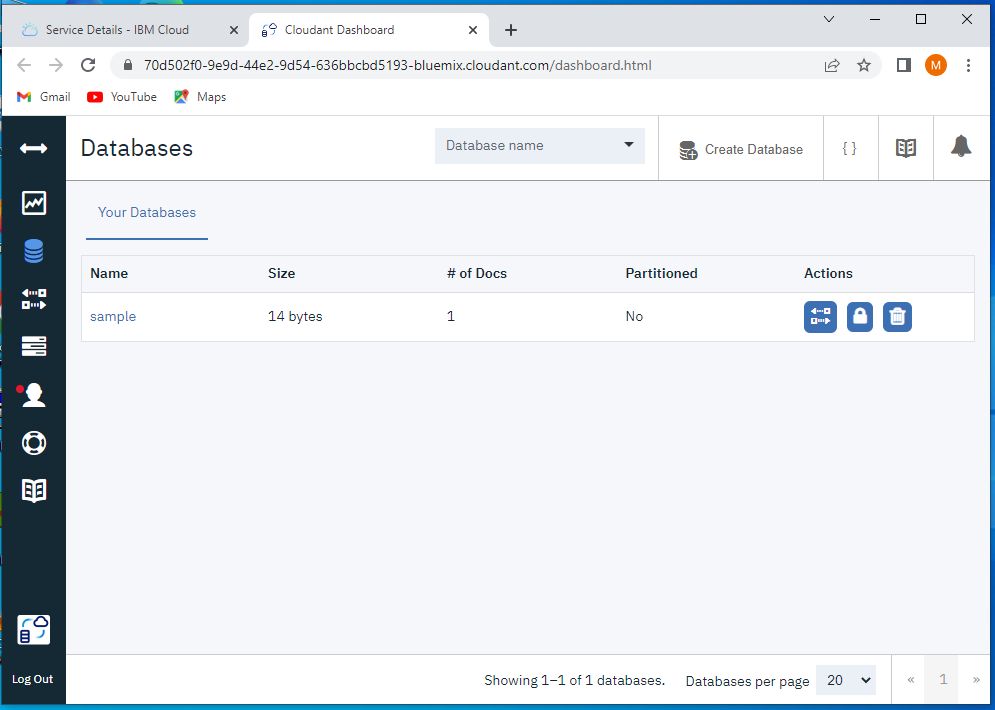 Service Details - IBM Cloud
Cloudant Dashboard
70d502f0-9e9d-44e2-9d54-636bbcbd5193-bluemix.cloudant.com/dashboard.html
M
Gmail YouTube Maps
Databases
Database name
Create Database
{ }
Your Databases
Name Size # of Docs Partitioned Actions
sample 14 bytes 1 No
Log Out
Showing 1–1 of 1 databases. Databases per page 20 « 1 »